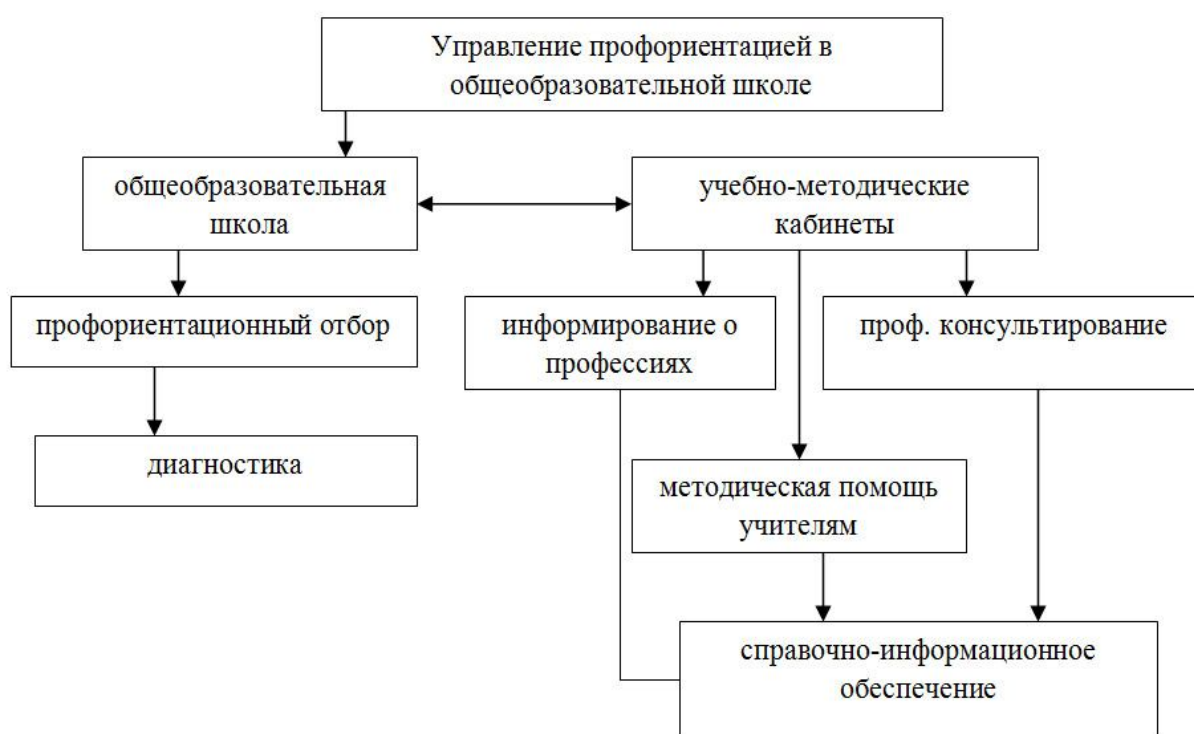 Управление профориентацией в
общеобразовательной школе
общеобразовательная
школа
учебно-методические
кабинеты
профориентационный отбор
информирование о
профессиях
проф. консультирование
диагностика
методическая помощь
учителям
справочно-информационное
обеспечение